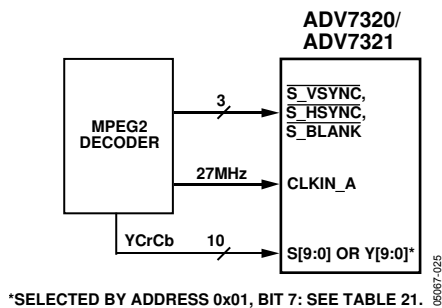 ADV7320/
ADV7321
MPEG2
DECODER
3
S_VSYNC,
S_HSYNC,
S_BLANK
27MHz
CLKIN_A
YCrCb
10
S[9:0] OR Y[9:0]*
*SELECTED BY ADDRESS 0x01, BIT 7: SEE TABLE 21.
05067-025